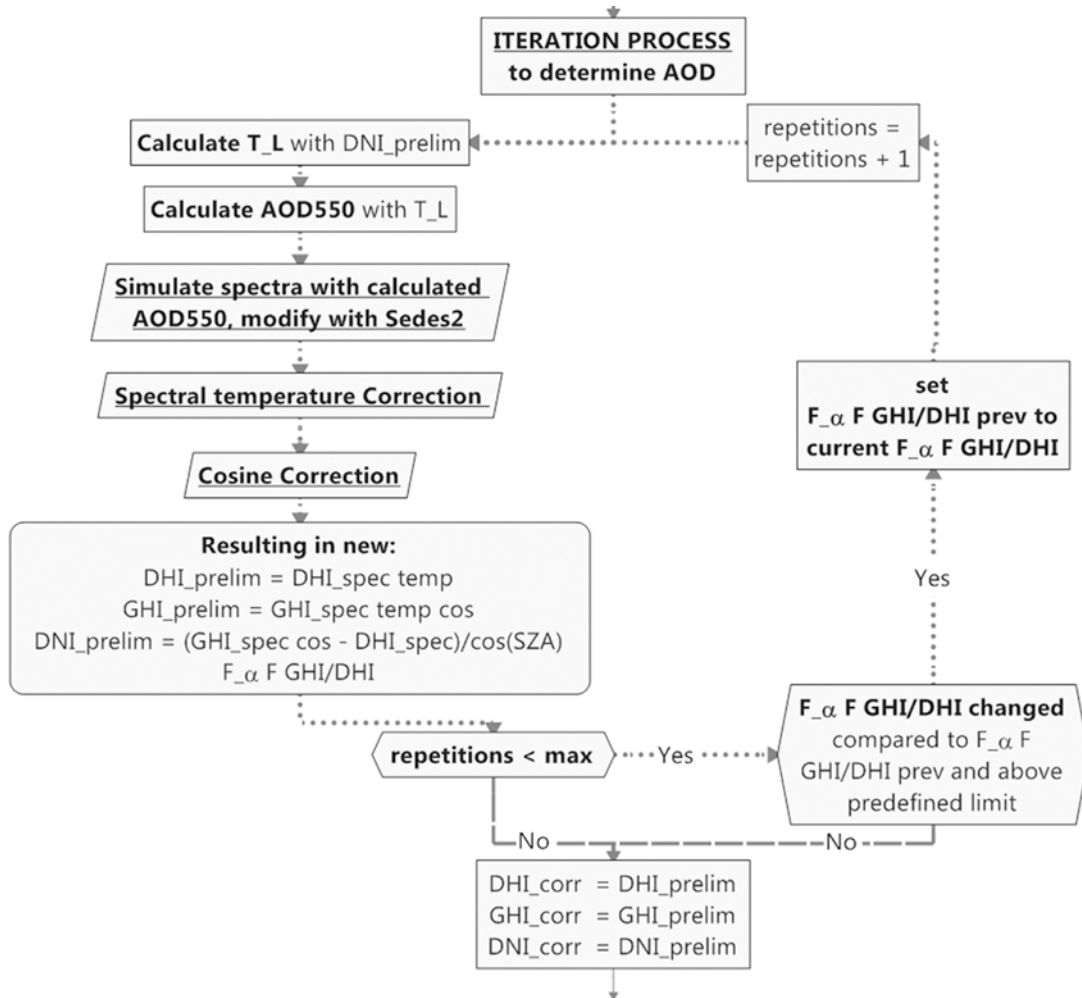 ITERATION PROCESS
to determine AOD
repetitions =
repetitions + 1
Calculate T_L with DNI_prelim
Calculate AOD550 with T_L
Simulate spectra with calculated
AOD550, modify with Sedes2
Spectral temperature Correction
Cosine Correction
Resulting in new:
DHI_prelim = DHI_spec temp
GHI_prelim = GHI_spec temp cos
DNI_prelim = (GHI_spec cos - DHI_spec)/cos(SZA)
F_α F GHI/DHI
set
F_α F GHI/DHI prev to
current F_α F GHI/DHI
Yes
repetitions < max
Yes
F_α F GHI/DHI changed
compared to F_α F
GHI/DHI prev and above
predefined limit
No
No
DHI_corr = DHI_prelim
GHI_corr = GHI_prelim
DNI_corr = DNI_prelim